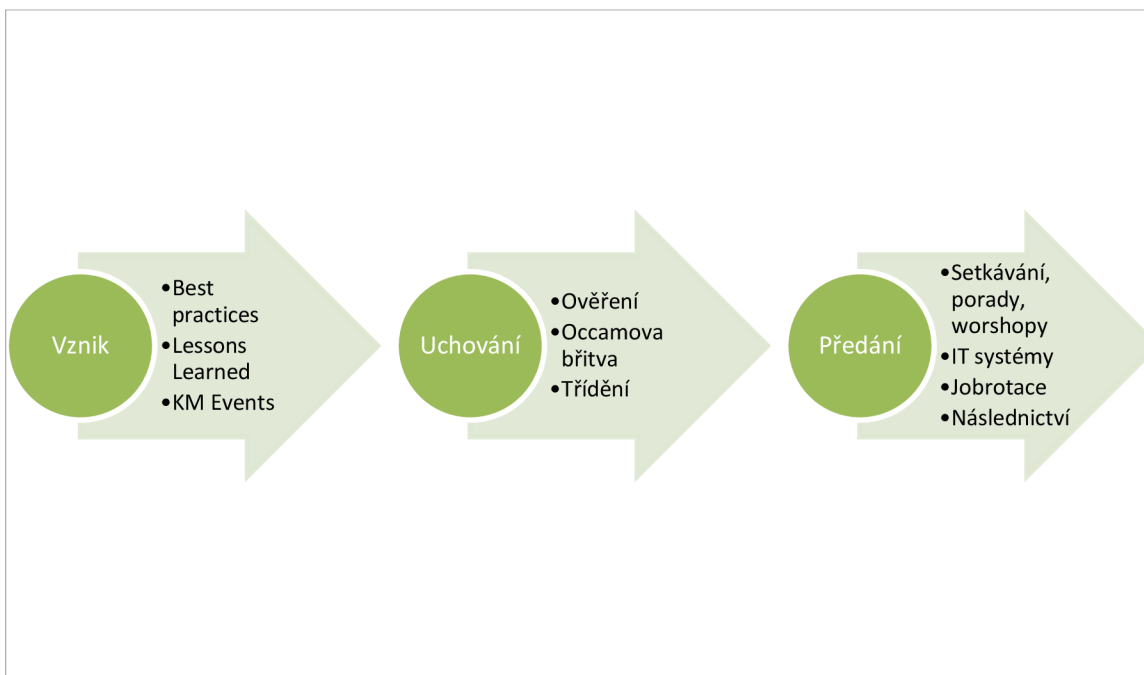 Vznik
•Best
practices
•Lessons
Learned
•KM Events
Uchování
•Ověření
•Occamova
břitva
•Třídění
Předání
•Setkávání,
porady,
worshopy
•IT systémy
•Jobrotace
•Následnictví